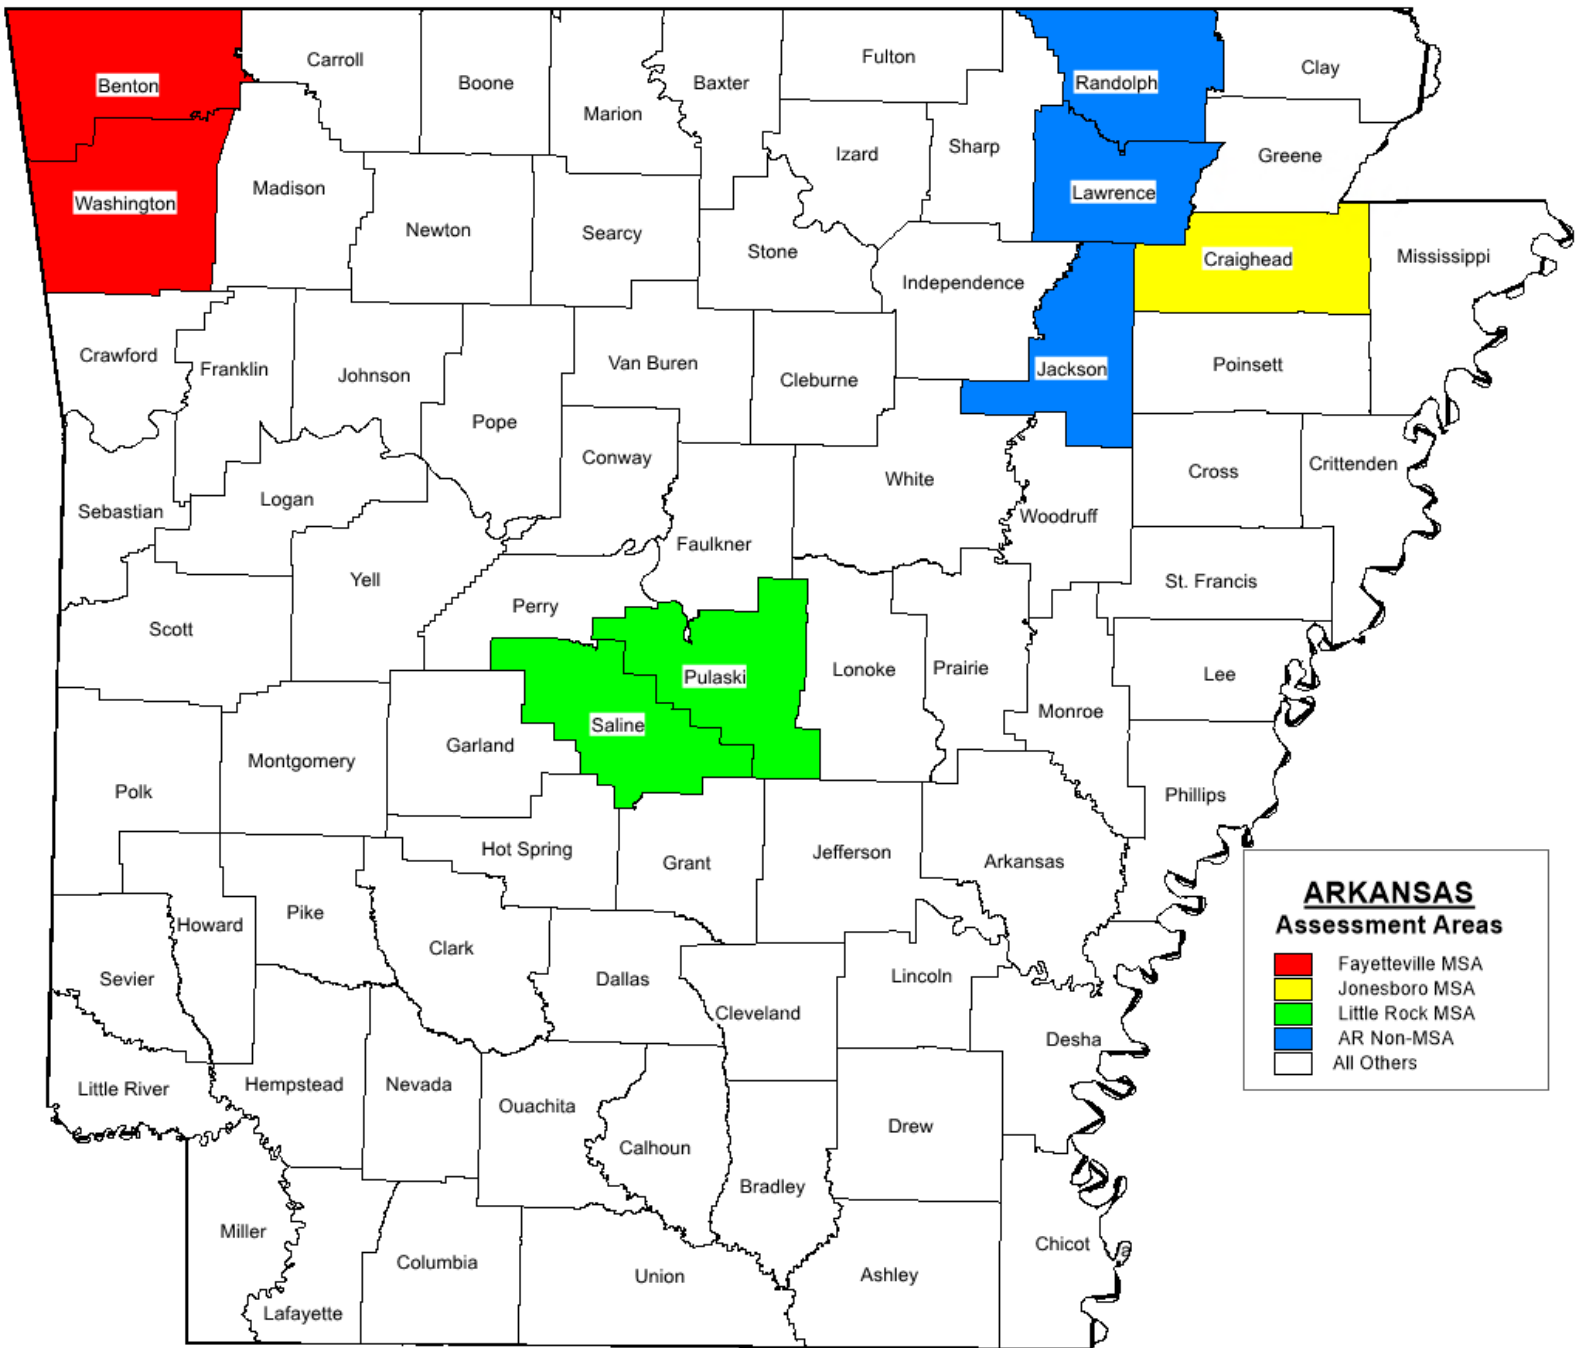 Carroll
Boone
Marion
Baxter
Fulton
Randolph
Clay
Benton
Izard
Sharp
Greene
Washington
Madison
Newton
Searcy
Stone
Lawrence
Independence
Craighead
Mississippi
Crawford
Franklin
Johnson
Pope
Van Buren
Cleburne
Jackson
Poinsett
Conway
White
Cross
Crittenden
Sebastian
Logan
Woodruff
Faulkner
Yell
Perry
St. Francis
Scott
Pulaski
Lonoke
Prairie
Lee
Saline
Monroe
Garland
Montgomery
Polk
Phillips
Hot Spring
Grant
Jefferson
Arkansas
Howard
Pike
Clark
Sevier
Dallas
Lincoln
Cleveland
Desha
Little River
Hempstead
Nevada
Ouachita
Calhoun
Drew
Bradley
Miller
Columbia
Union
Ashley
Chicot
Lafayette
ARKANSAS
Assessment Areas
Fayetteville MSA
Jonesboro MSA
Little Rock MSA
AR Non-MSA
All Others